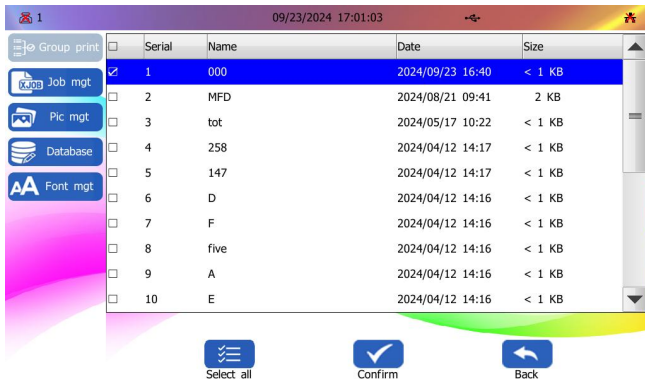 1 09/23/2024 17:01:03
Group print
XJOB Job mgt
Pic mgt
Database
AA Font mgt
Serial Name Date Size
1 000 2024/09/23 16:40 < 1 KB
2 MFD 2024/08/21 09:41 2 KB
3 tot 2024/05/17 10:22 < 1 KB
4 258 2024/04/12 14:17 < 1 KB
5 147 2024/04/12 14:17 < 1 KB
6 D 2024/04/12 14:16 < 1 KB
7 F 2024/04/12 14:16 < 1 KB
8 five 2024/04/12 14:16 < 1 KB
9 A 2024/04/12 14:16 < 1 KB
10 E 2024/04/12 14:16 < 1 KB
Select all Confirm Back